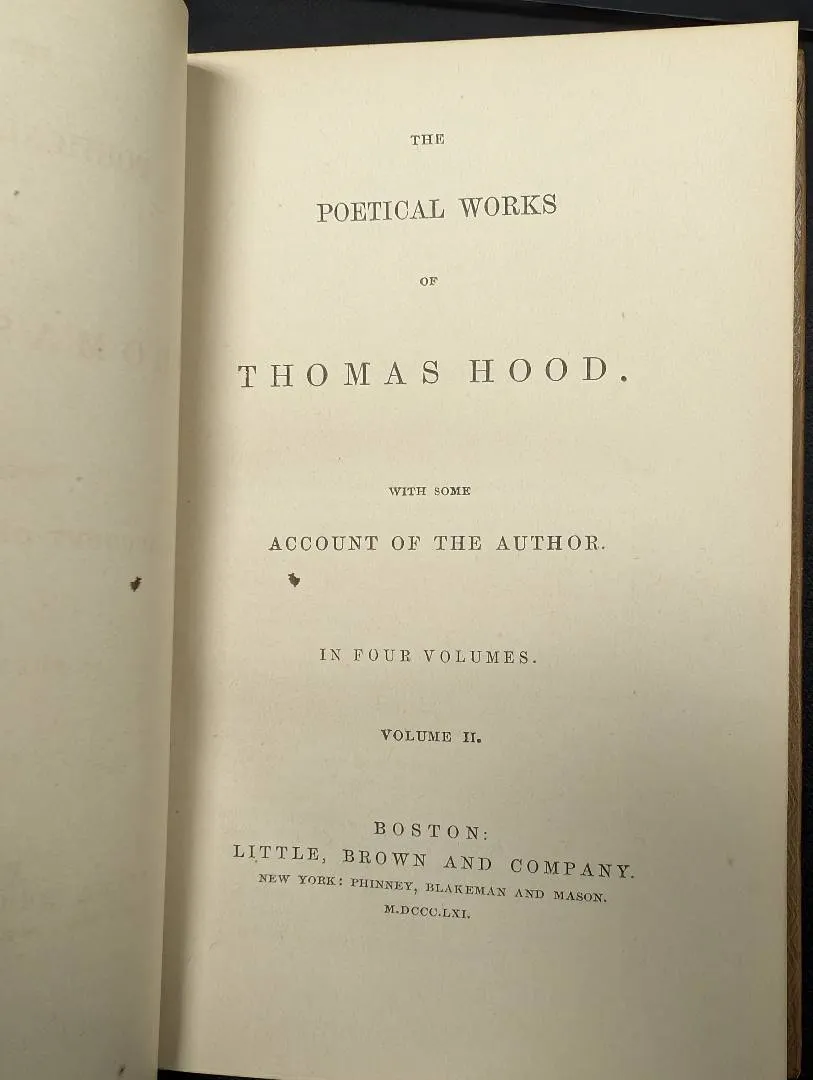 THE
POETICAL WORKS
OF
THOMAS HOOD.
WITH SOME
ACCOUNT OF THE AUTHOR.
IN FOUR VOLUMES.
VOLUME II.
BOSTON:
LITTLE, BROWN AND COMPANY.
NEW YORK: PHINNEY, BLAKEMAN AND MASON.
M.DCCC.LXI.